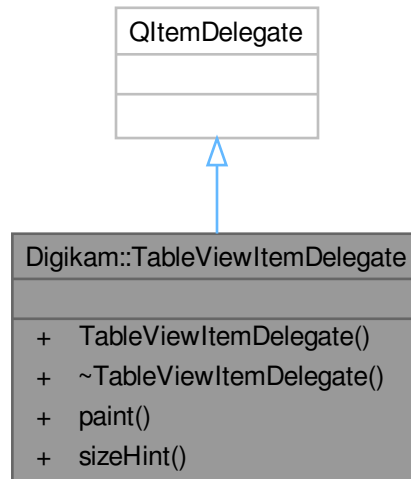 QItemDelegate
Digikam::TableViewItemDelegate
+ TableViewItemDelegate()
+ ~TableViewItemDelegate()
+ paint()
+ sizeHint()